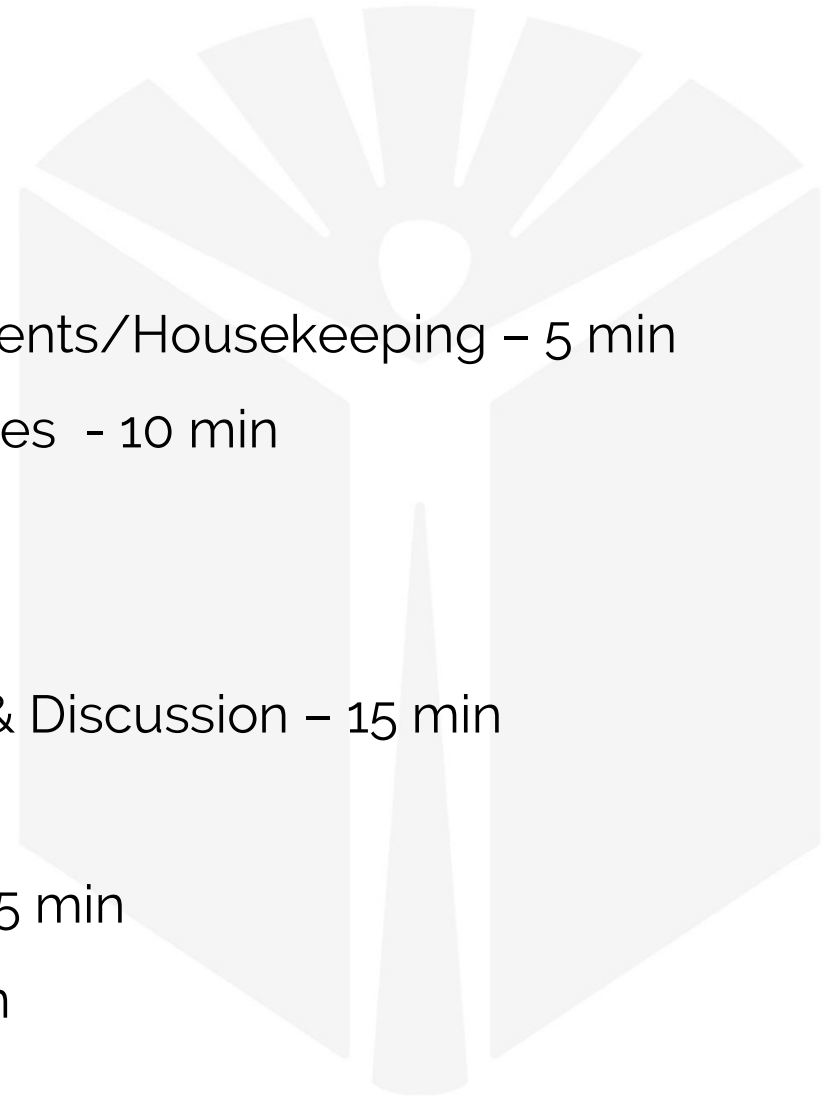 ents/Housekeeping – 5 min
es  - 10 min
& Discussion – 15 min
5 min